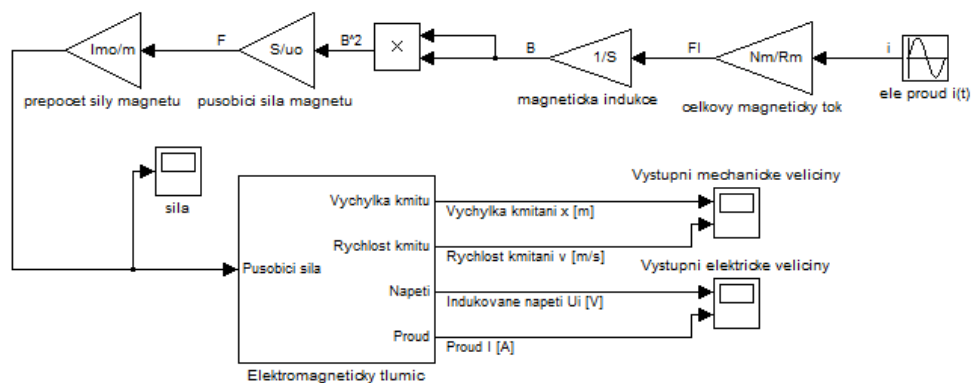 F
B^2
B
FI
i
Imo/m
S/uo
×
1/S
Nm/Rm
prepocet sily magnetu
pusobici sila magnetu
magneticka indukce
celkovy magneticky tok
ele proud i(t)
sila
Vystupni mechanicke veliciny
Vychylka kmitu
Vychylka kmitani x [m]
Rychlost kmitu
Rychlost kmitani v [m/s]
Pusobici sila
Vystupni elektricke veliciny
Napeti
Indukovane napeti Ui [V]
Proud
Proud I [A]
Elektromagneticky tlumic